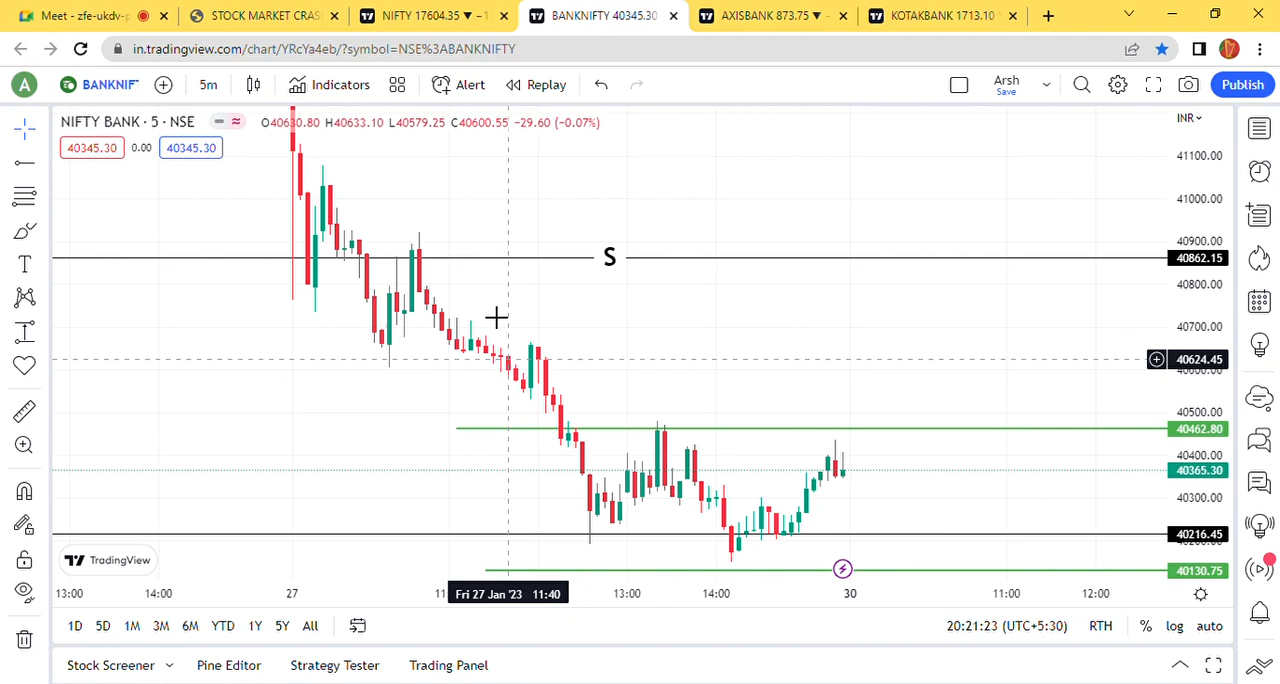 Meet - zfe-ukdv-p
STOCK MARKET CRAS
NIFTY 17604.35 ▼ −1.
BANKNIFTY 40345.30
AXISBANK 873.75 ▼ −
KOTAKBANK 1713.10
in.tradingview.com/chart/YRcYa4eb/?symbol=NSE%3ABANKNIFTY
A BANKNIF 5m Indicators Alert Replay Arsh Save Publish
NIFTY BANK · 5 · NSE O40630.80 H40633.10 L40579.25 C40600.55 −29.60 (−0.07%) INR
40345.30 0.00 40345.30
41100.00
41000.00
40900.00
S 40862.15
40800.00
40700.00
40624.45
40600.00
40500.00
40462.80
40400.00
40365.30
40300.00
40216.45
TradingView
40130.75
13:00 14:00 27 Fri 27 Jan '23 11:40 13:00 14:00 30 11:00 12:00
1D 5D 1M 3M 6M YTD 1Y 5Y All 20:21:23 (UTC+5:30) RTH % log auto
Stock Screener Pine Editor Strategy Tester Trading Panel